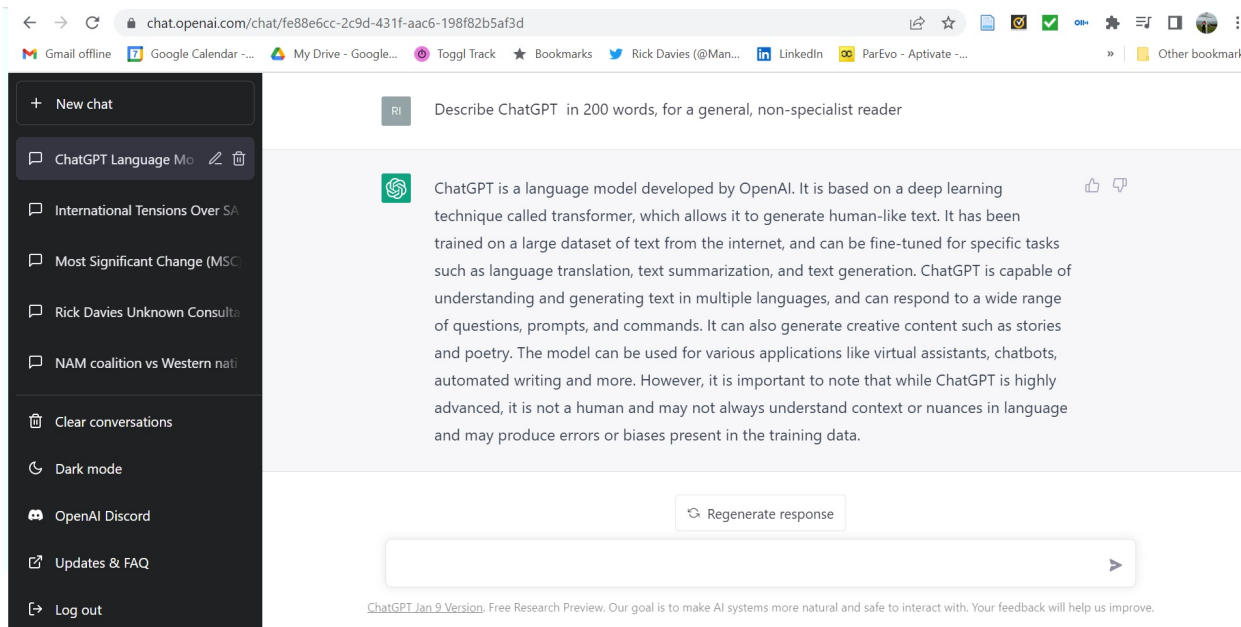 chat.openai.com/chat/fe88e6cc-2c9d-431f-aac6-198f82b5af3d
Gmail offline
7 Google Calendar -...
My Drive - Google...
Toggl Track
Bookmarks
Rick Davies (@Man...
in LinkedIn
ParEvo - Aptivate -...
»
Other bookmark
+ New chat
ChatGPT Language Mo
International Tensions Over SA
Most Significant Change (MSC)
Rick Davies Unknown Consulta
NAM coalition vs Western nati
Clear conversations
Dark mode
OpenAI Discord
Updates & FAQ
Log out
RI Describe ChatGPT in 200 words, for a general, non-specialist reader
ChatGPT is a language model developed by OpenAI. It is based on a deep learning
technique called transformer, which allows it to generate human-like text. It has been
trained on a large dataset of text from the internet, and can be fine-tuned for specific tasks
such as language translation, text summarization, and text generation. ChatGPT is capable of
understanding and generating text in multiple languages, and can respond to a wide range
of questions, prompts, and commands. It can also generate creative content such as stories
and poetry. The model can be used for various applications like virtual assistants, chatbots,
automated writing and more. However, it is important to note that while ChatGPT is highly
advanced, it is not a human and may not always understand context or nuances in language
and may produce errors or biases present in the training data.
Regenerate response
ChatGPT Jan 9 Version. Free Research Preview. Our goal is to make AI systems more natural and safe to interact with. Your feedback will help us improve.